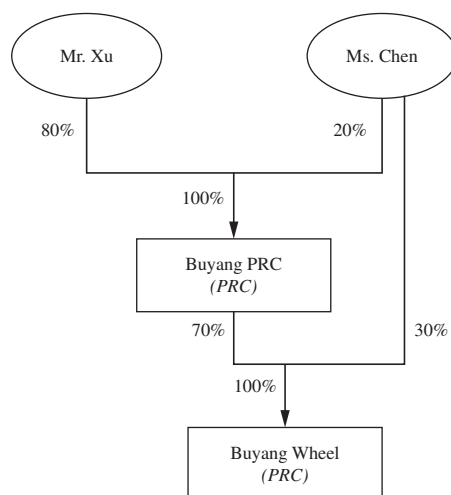 Mr. Xu
Ms. Chen
80%
20%
100%
Buyang PRC
(PRC)
70%
30%
100%
Buyang Wheel
(PRC)